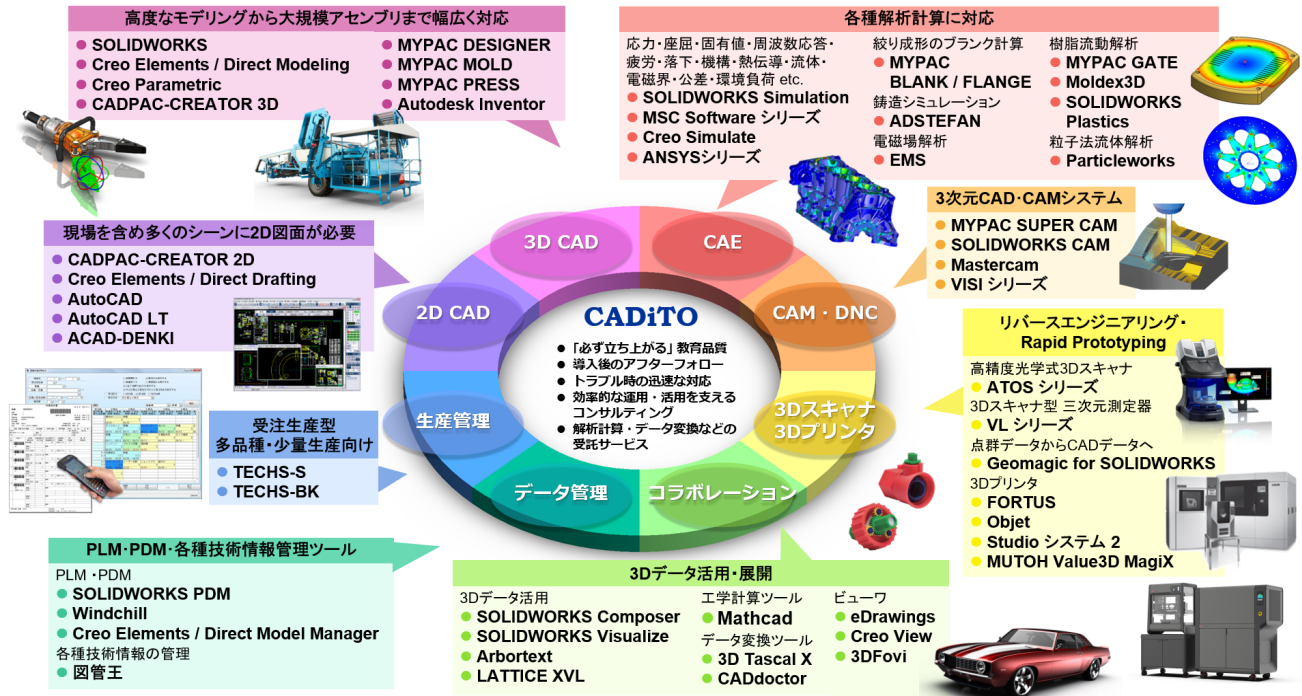 高度なモデリングから大規模アセンブリまで幅広く対応
SOLIDWORKS
Creo Elements / Direct Modeling
Creo Parametric
CADPAC-CREATOR 3D
MYPAC DESIGNER
MYPAC MOLD
MYPAC PRESS
Autodesk Inventor
各種解析計算に対応
応力・座屈・固有値・周波数応答・
疲労・落下・機構・熱伝導・流体・
電磁界・公差・環境負荷 etc.
SOLIDWORKS Simulation
MSC Software シリーズ
Creo Simulate
ANSYSシリーズ
絞り成形のブランク計算
MYPAC
BLANK / FLANGE
鋳造シミュレーション
ADSTEFAN
電磁場解析
EMS
樹脂流動解析
MYPAC GATE
Moldex3D
SOLIDWORKS
Plastics
粒子法流体解析
Particleworks
現場を含め多くのシーンに2D図面が必要
CADPAC-CREATOR 2D
Creo Elements / Direct Drafting
AutoCAD
AutoCAD LT
ACAD-DENKI
3次元CAD・CAMシステム
MYPAC SUPER CAM
SOLIDWORKS CAM
Mastercam
VISI シリーズ
3D CAD
CAE
2D CAD
CAM・DNC
生産管理
3Dスキャナ
3Dプリンタ
データ管理
コラボレーション
CADiTO
「必ず立ち上がる」教育品質
導入後のアフターフォロー
トラブル時の迅速な対応
効率的な運用・活用を支える
コンサルティング
解析計算・データ変換などの
受託サービス
リバースエンジニアリング・
Rapid Prototyping
高精度光学式3Dスキャナ
ATOS シリーズ
3Dスキャナ型 三次元測定器
VL シリーズ
点群データからCADデータへ
Geomagic for SOLIDWORKS
3Dプリンタ
FORTUS
Objet
Studio システム 2
MUTOH Value3D MagiX
受注生産型
多品種・少量生産向け
TECHS-S
TECHS-BK
PLM・PDM・各種技術情報管理ツール
PLM ・PDM
SOLIDWORKS PDM
Windchill
Creo Elements / Direct Model Manager
各種技術情報の管理
図管王
3Dデータ活用・展開
3Dデータ活用
SOLIDWORKS Composer
SOLIDWORKS Visualize
Arbortext
LATTICE XVL
工学計算ツール
Mathcad
データ変換ツール
3D Tascal X
CADdoctor
ビューワ
eDrawings
Creo View
3DFovi